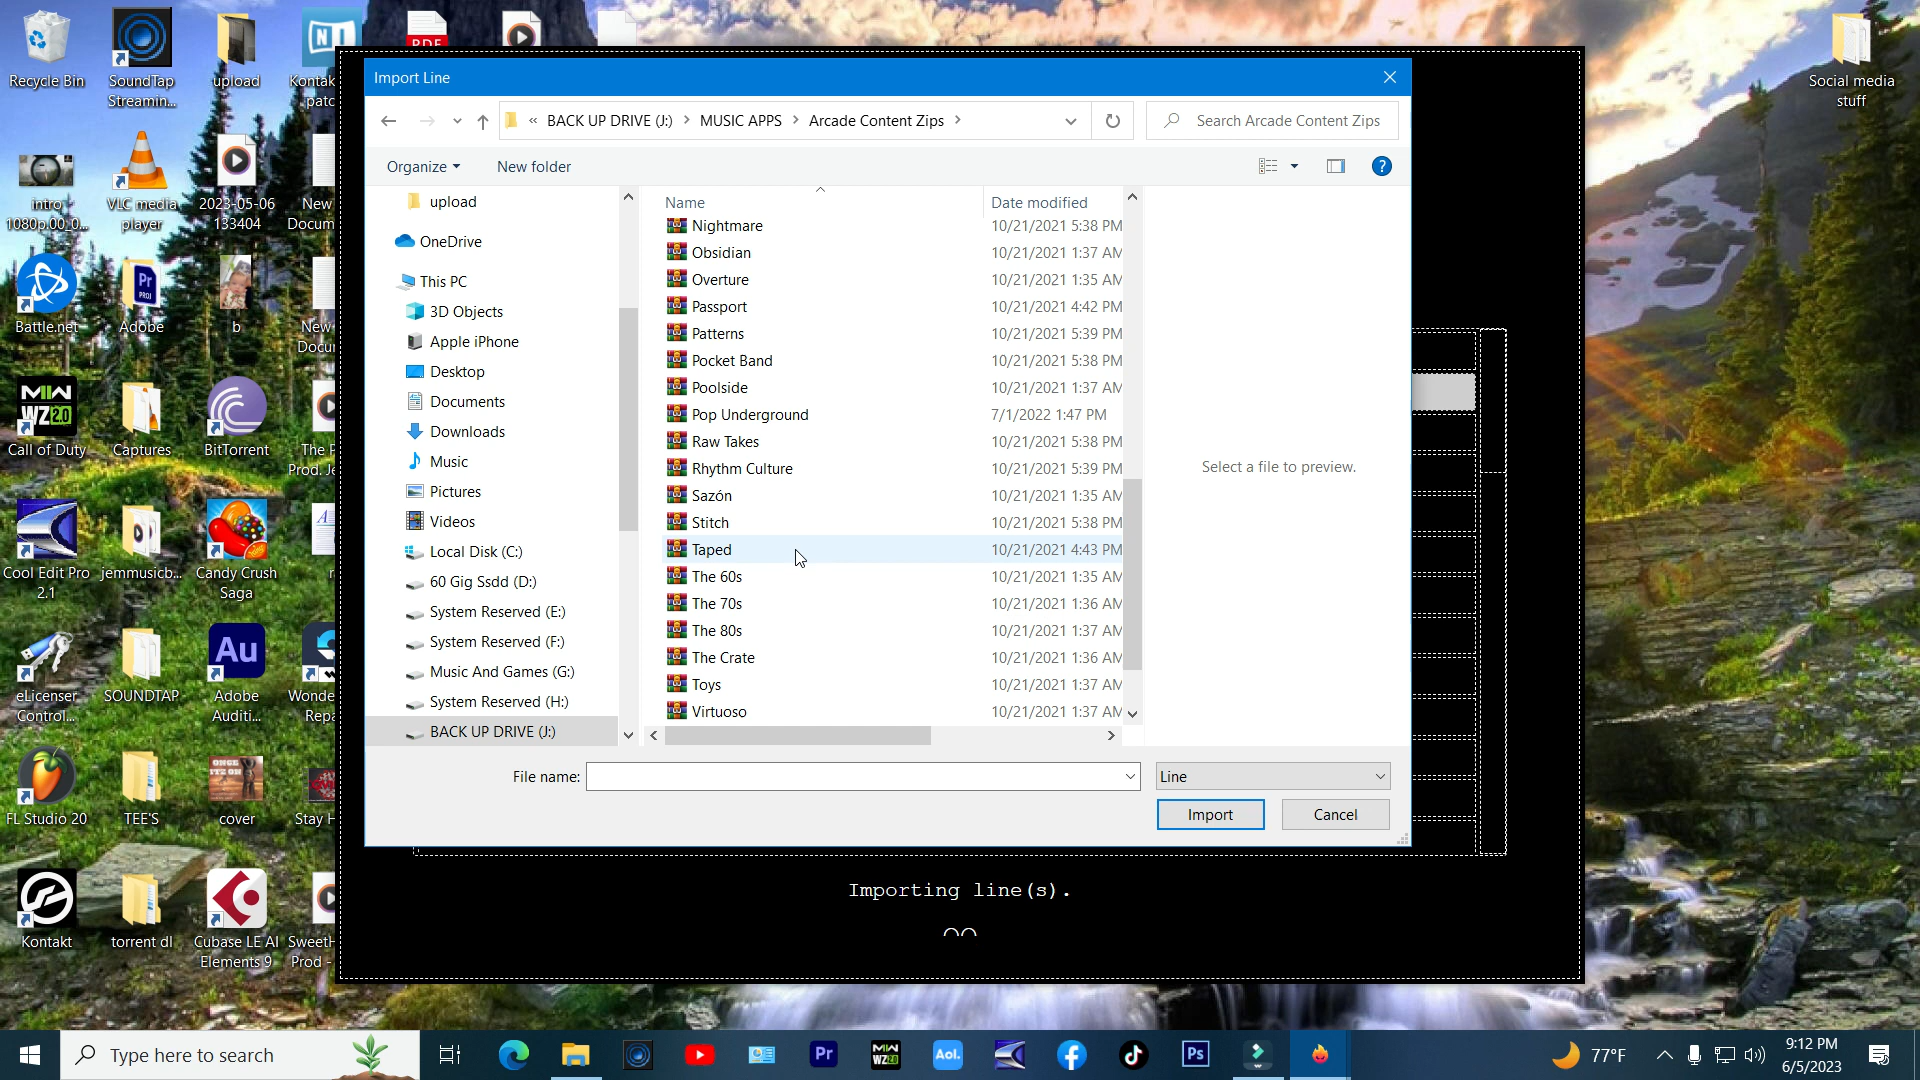 Recycle Bin
SoundTap
Streamin...
upload
Kontak
patc
PDF
Social media
stuff
intro
1080p.00_0...
VLC media
player
2023-05-06
133404
New
Docum
Battle.net
Adobe
b
New
Docu
Call of Duty
Captures
BitTorrent
The P
Prod. Je
Cool Edit Pro
2.1
jemmusicb...
Candy Crush
Saga
eLicenser
Control...
SOUNDTAP
Adobe
Auditi...
Wonde
Repa
FL Studio 20
TEE'S
cover
Stay H
Kontakt
torrent dl
Cubase LE AI
Elements 9
SweetH
Prod -
Import Line
« BACK UP DRIVE (J:) > MUSIC APPS > Arcade Content Zips >
Search Arcade Content Zips
Organize
New folder
upload
OneDrive
This PC
3D Objects
Apple iPhone
Desktop
Documents
Downloads
Music
Pictures
Videos
Local Disk (C:)
60 Gig Ssdd (D:)
System Reserved (E:)
System Reserved (F:)
Music And Games (G:)
System Reserved (H:)
BACK UP DRIVE (J:)
Name Date modified
Nightmare 10/21/2021 5:38 PM
Obsidian 10/21/2021 1:37 AM
Overture 10/21/2021 1:35 AM
Passport 10/21/2021 4:42 PM
Patterns 10/21/2021 5:39 PM
Pocket Band 10/21/2021 5:38 PM
Poolside 10/21/2021 1:37 AM
Pop Underground 7/1/2022 1:47 PM
Raw Takes 10/21/2021 5:38 PM
Rhythm Culture 10/21/2021 5:39 PM
Sazón 10/21/2021 1:35 AM
Stitch 10/21/2021 5:38 PM
Taped 10/21/2021 4:43 PM
The 60s 10/21/2021 1:35 AM
The 70s 10/21/2021 1:36 AM
The 80s 10/21/2021 1:37 AM
The Crate 10/21/2021 1:36 AM
Toys 10/21/2021 1:37 AM
Virtuoso 10/21/2021 1:37 AM
Select a file to preview.
File name:
Line
Import
Cancel
Importing line(s).
Type here to search
77°F
9:12 PM
6/5/2023